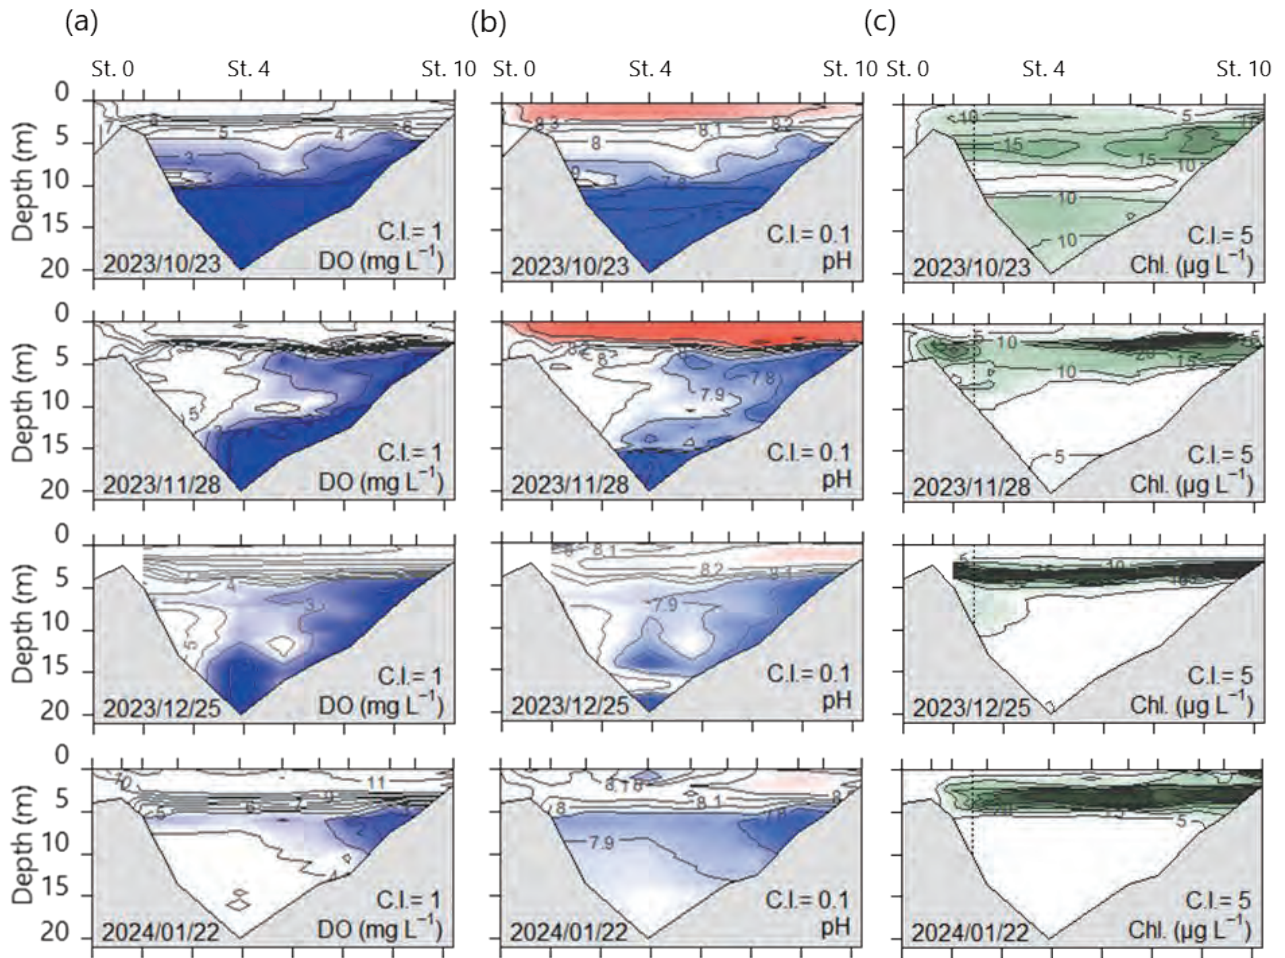 (a) (b) (c)
St. 0 St. 4 St. 10 St. 0 St. 4 St. 10 St. 0 St. 4 St. 10
0
5
10
15
20
Depth (m)
7 8 5 4 6 3
C.I.= 1
2023/10/23 DO (mg L⁻¹)
8.3 8.1 8.2 8
C.I.= 0.1
2023/10/23 pH
<10 5 15 15 15 10 10 10
C.I.= 5
2023/10/23 Chl. (µg L⁻¹)
0
5
10
15
20
Depth (m)
5
C.I.= 1
2023/11/28 DO (mg L⁻¹)
8 7.8 7.9
C.I.= 0.1
2023/11/28 pH
10 20 15 10 5
C.I.= 5
2023/11/28 Chl. (µg L⁻¹)
0
5
10
15
20
Depth (m)
4 3 5
C.I.= 1
2023/12/25 DO (mg L⁻¹)
8.1 8.2 8.1 7.9
C.I.= 0.1
2023/12/25 pH
5 10
C.I.= 5
2023/12/25 Chl. (µg L⁻¹)
0
5
10
15
20
Depth (m)
10 11 9 7 6 5 4
C.I.= 1
2024/01/22 DO (mg L⁻¹)
8.1 8.1 8 8 7.9
C.I.= 0.1
2024/01/22 pH
15 5
C.I.= 5
2024/01/22 Chl. (µg L⁻¹)